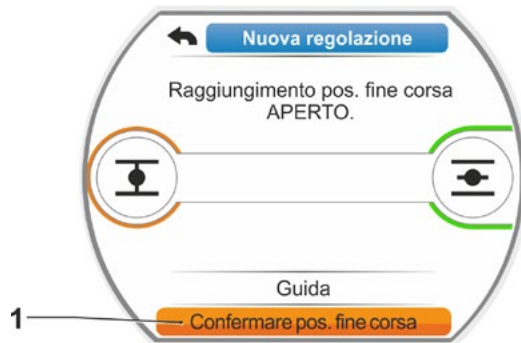 Nuova regolazione
Raggiungimento pos. fine corsa
APERTO.
Guida
1
Confermare pos. fine corsa